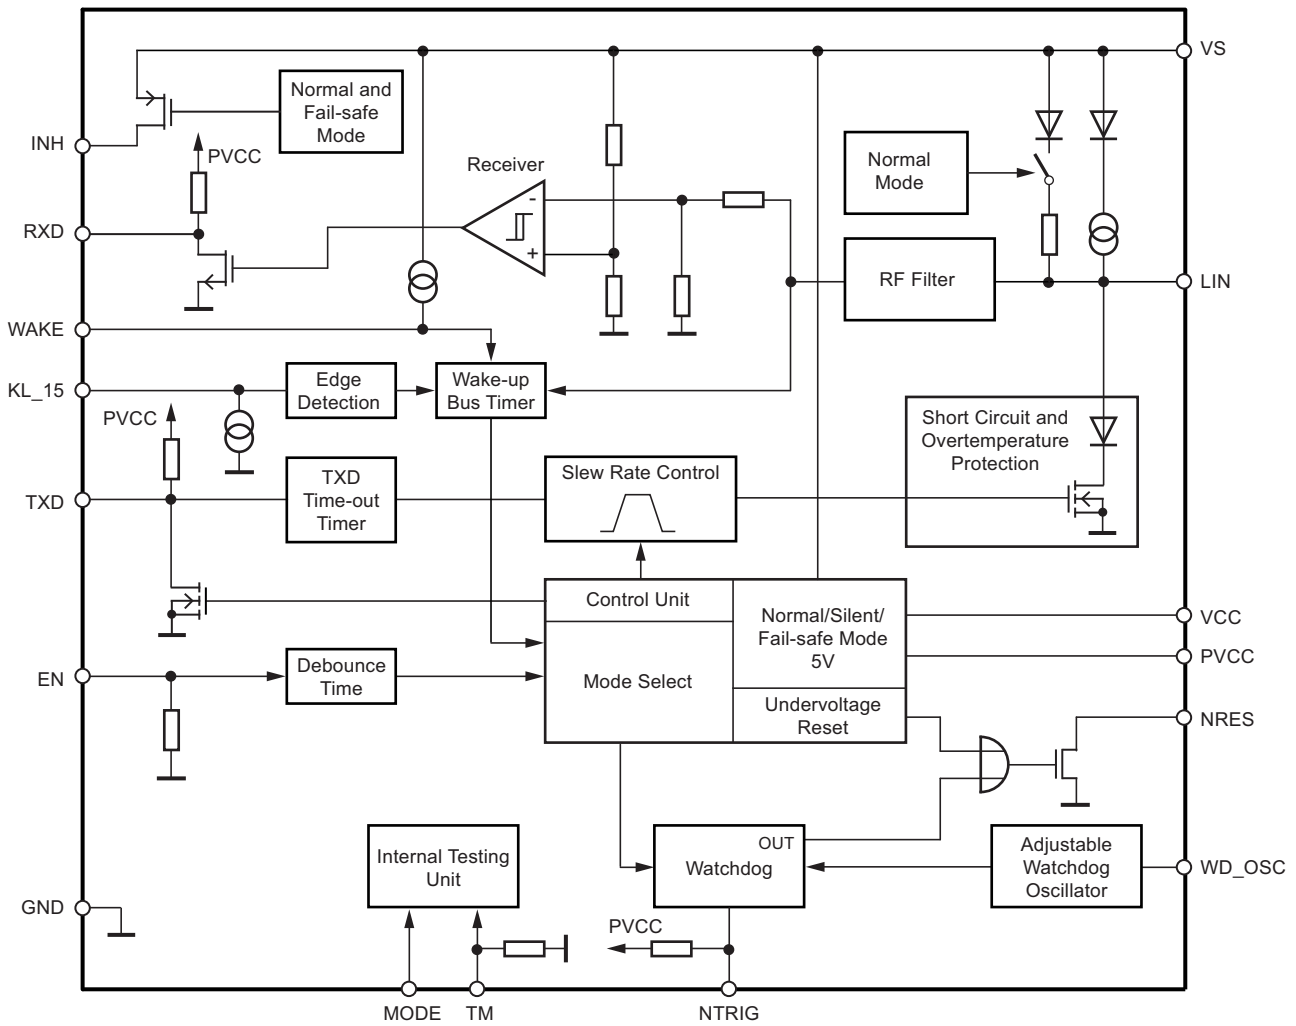 VS
Normal and
Fail-safe
Mode
INH
PVCC
Receiver
Normal
Mode
RXD
-
+
RF Filter
LIN
WAKE
KL_15
Edge
Detection
Wake-up
Bus Timer
PVCC
Short Circuit and
Overtemperature
Protection
TXD
TXD
Time-out
Timer
Slew Rate Control
Control Unit
Normal/Silent/
Fail-safe Mode
5V
VCC
PVCC
EN
Debounce
Time
Mode Select
Undervoltage
Reset
NRES
Internal Testing
Unit
OUT
Watchdog
Adjustable
Watchdog
Oscillator
WD_OSC
GND
PVCC
MODE
TM
NTRIG